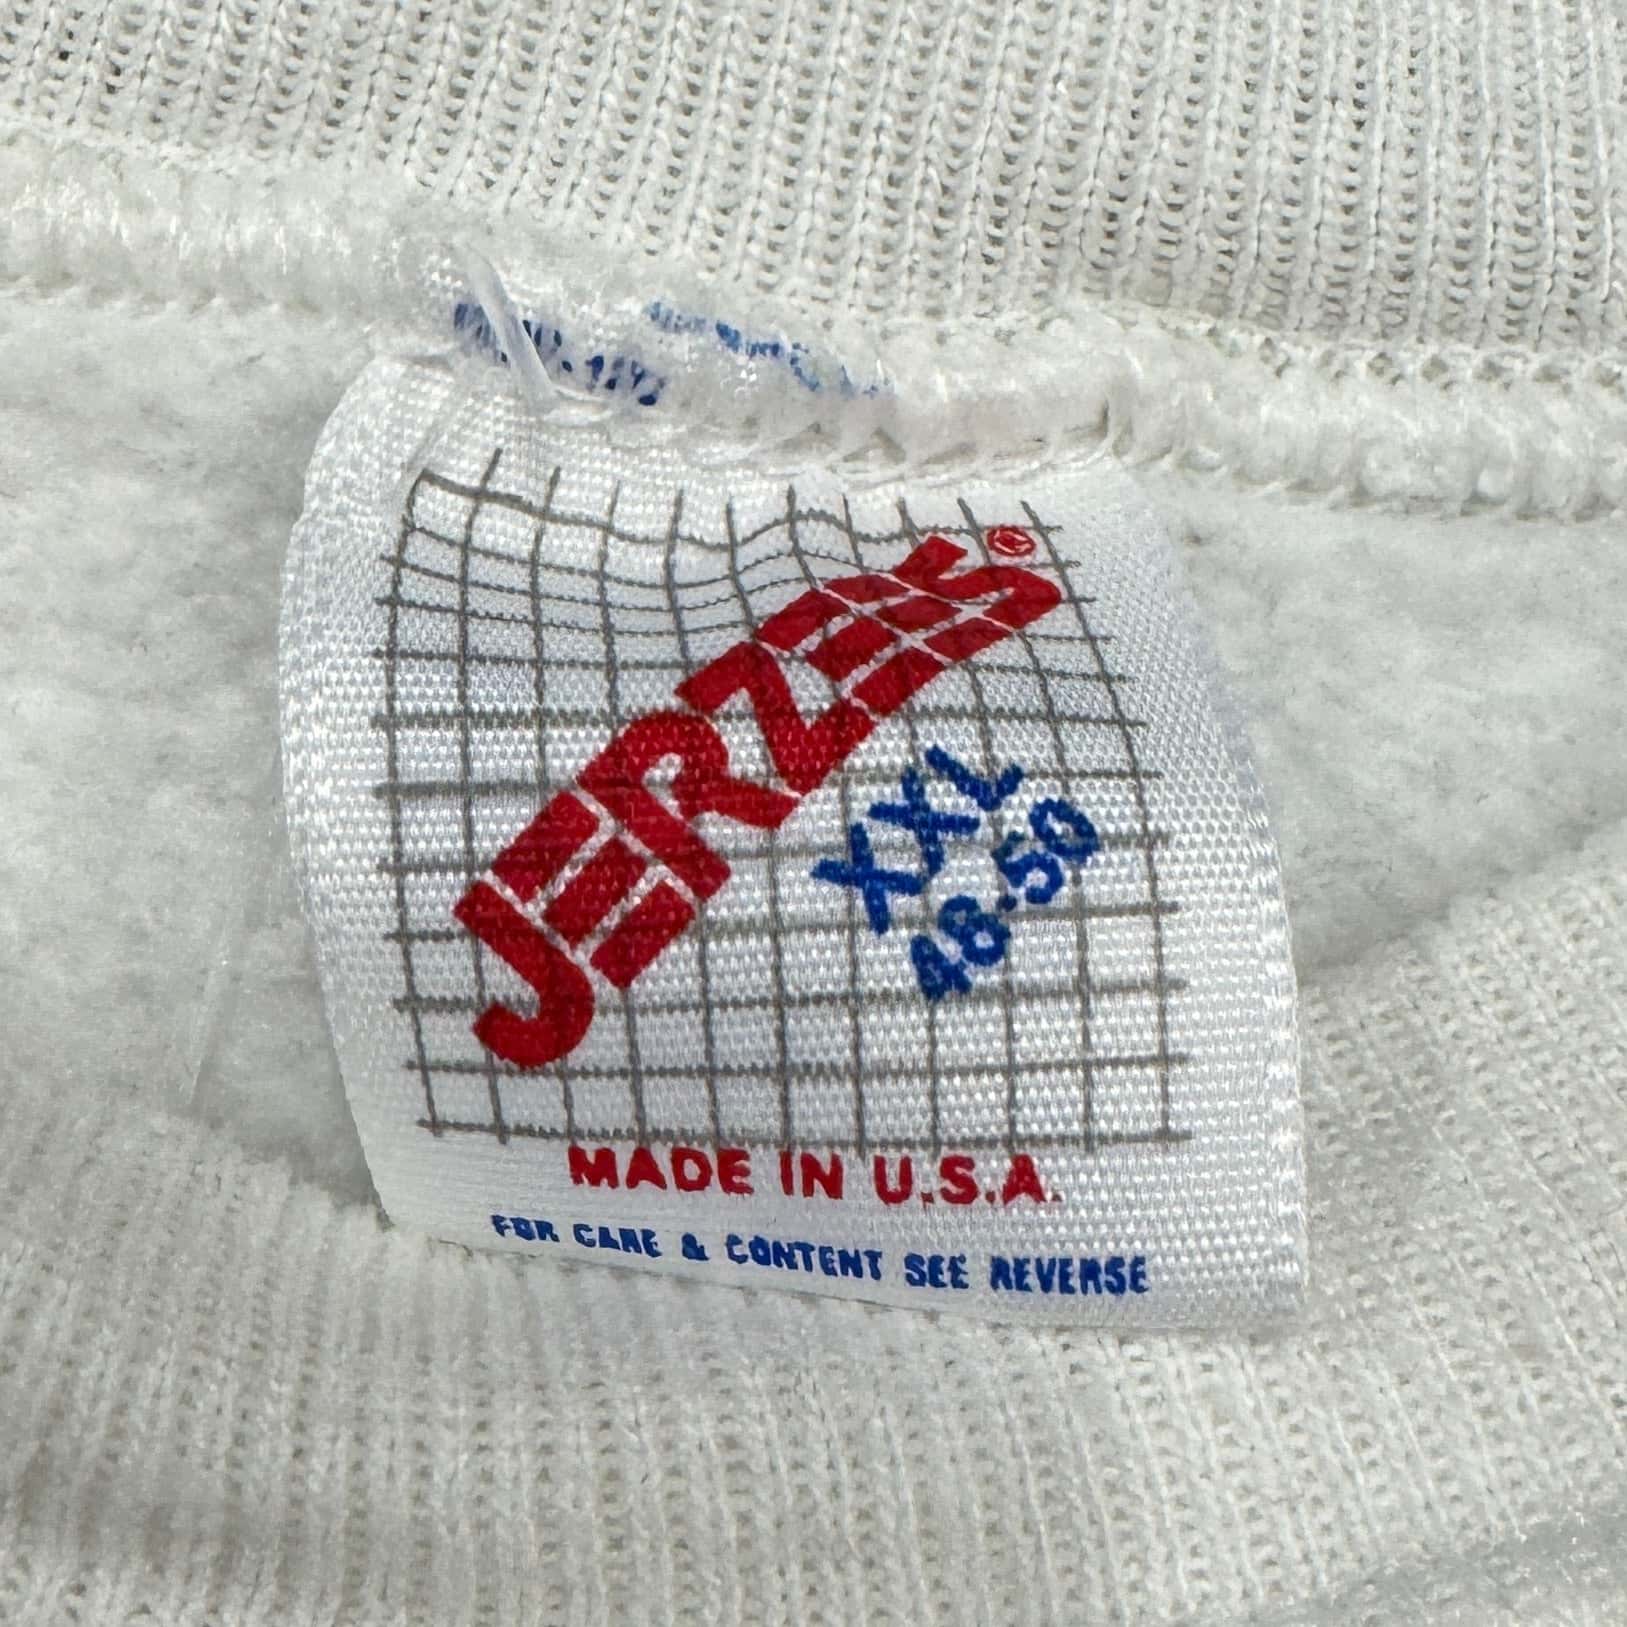 JERZEES®
XXL
48-50
MADE IN U.S.A.
FOR CARE & CONTENT SEE REVERSE